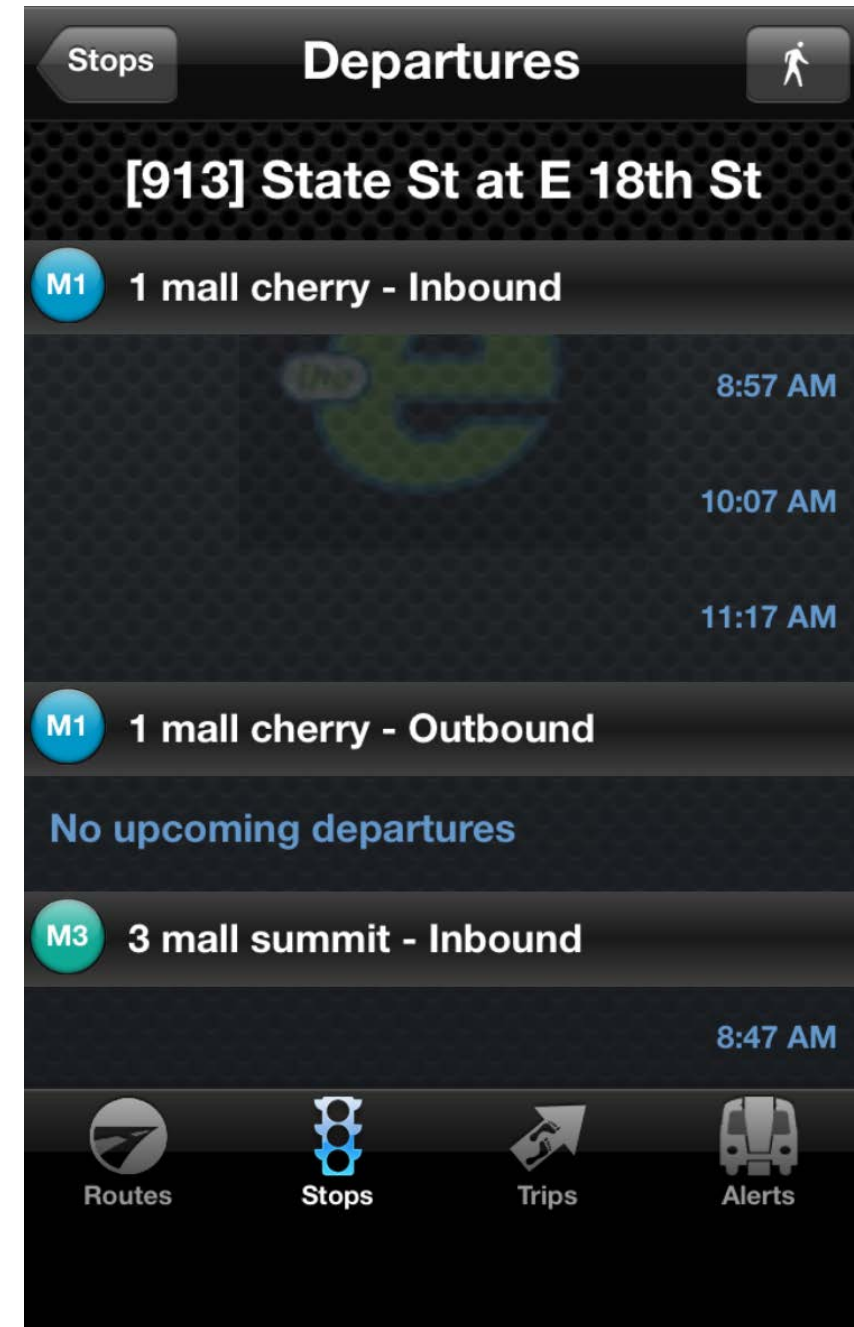 Stops
Departures
[913] State St at E 18th St
M1 1 mall cherry - Inbound
the
e
8:57 AM
10:07 AM
11:17 AM
M1 1 mall cherry - Outbound
No upcoming departures
M3 3 mall summit - Inbound
8:47 AM
Routes Stops Trips Alerts